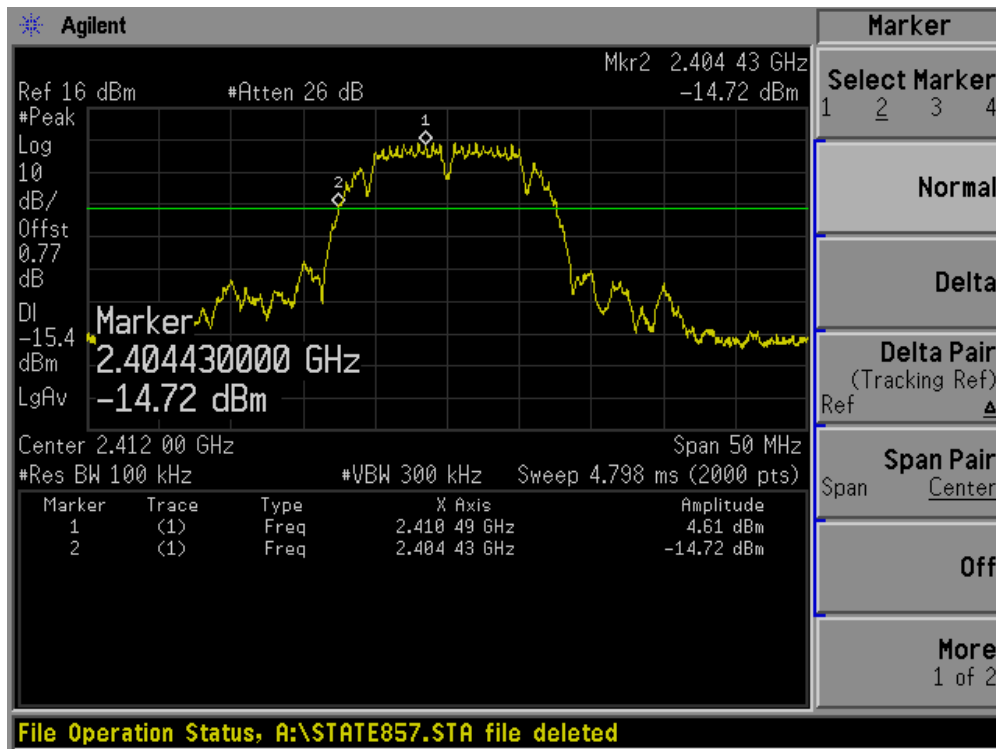 Agilent
Marker
Mkr2 2.404 43 GHz
Ref 16 dBm #Atten 26 dB -14.72 dBm
#Peak
Log
10
dB/
Offst
0.77
dB
DI
-15.4
dBm
LgAv
1
2
Marker
2.404430000 GHz
-14.72 dBm
Center 2.412 00 GHz Span 50 MHz
#Res BW 100 kHz #VBW 300 kHz Sweep 4.798 ms (2000 pts)
Marker Trace Type X Axis Amplitude
1 (1) Freq 2.410 49 GHz 4.61 dBm
2 (1) Freq 2.404 43 GHz -14.72 dBm
Select Marker
1 2 3 4
Normal
Delta
Delta Pair
(Tracking Ref)
Ref Δ
Span Pair
Span Center
Off
More
1 of 2
File Operation Status, A:\STATE857.STA file deleted